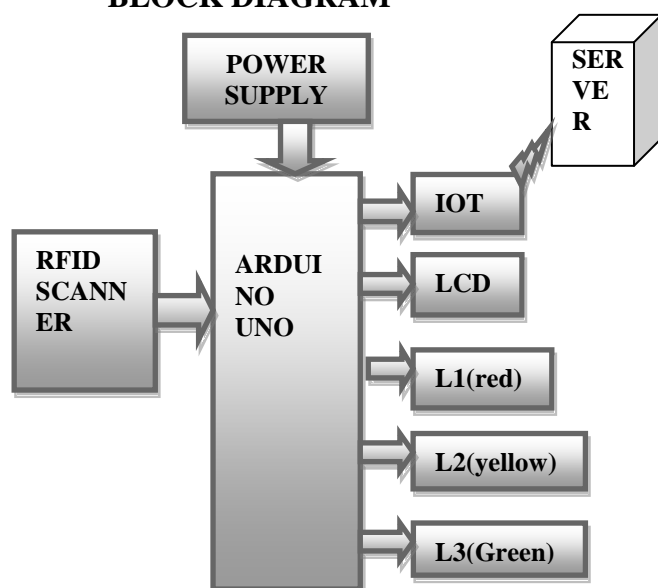 BLOCK DIAGRAM
POWER
SUPPLY
SER
VE
R
IOT
RFID
SCANN
ER
ARDUI
NO
UNO
LCD
L1(red)
L2(yellow)
L3(Green)